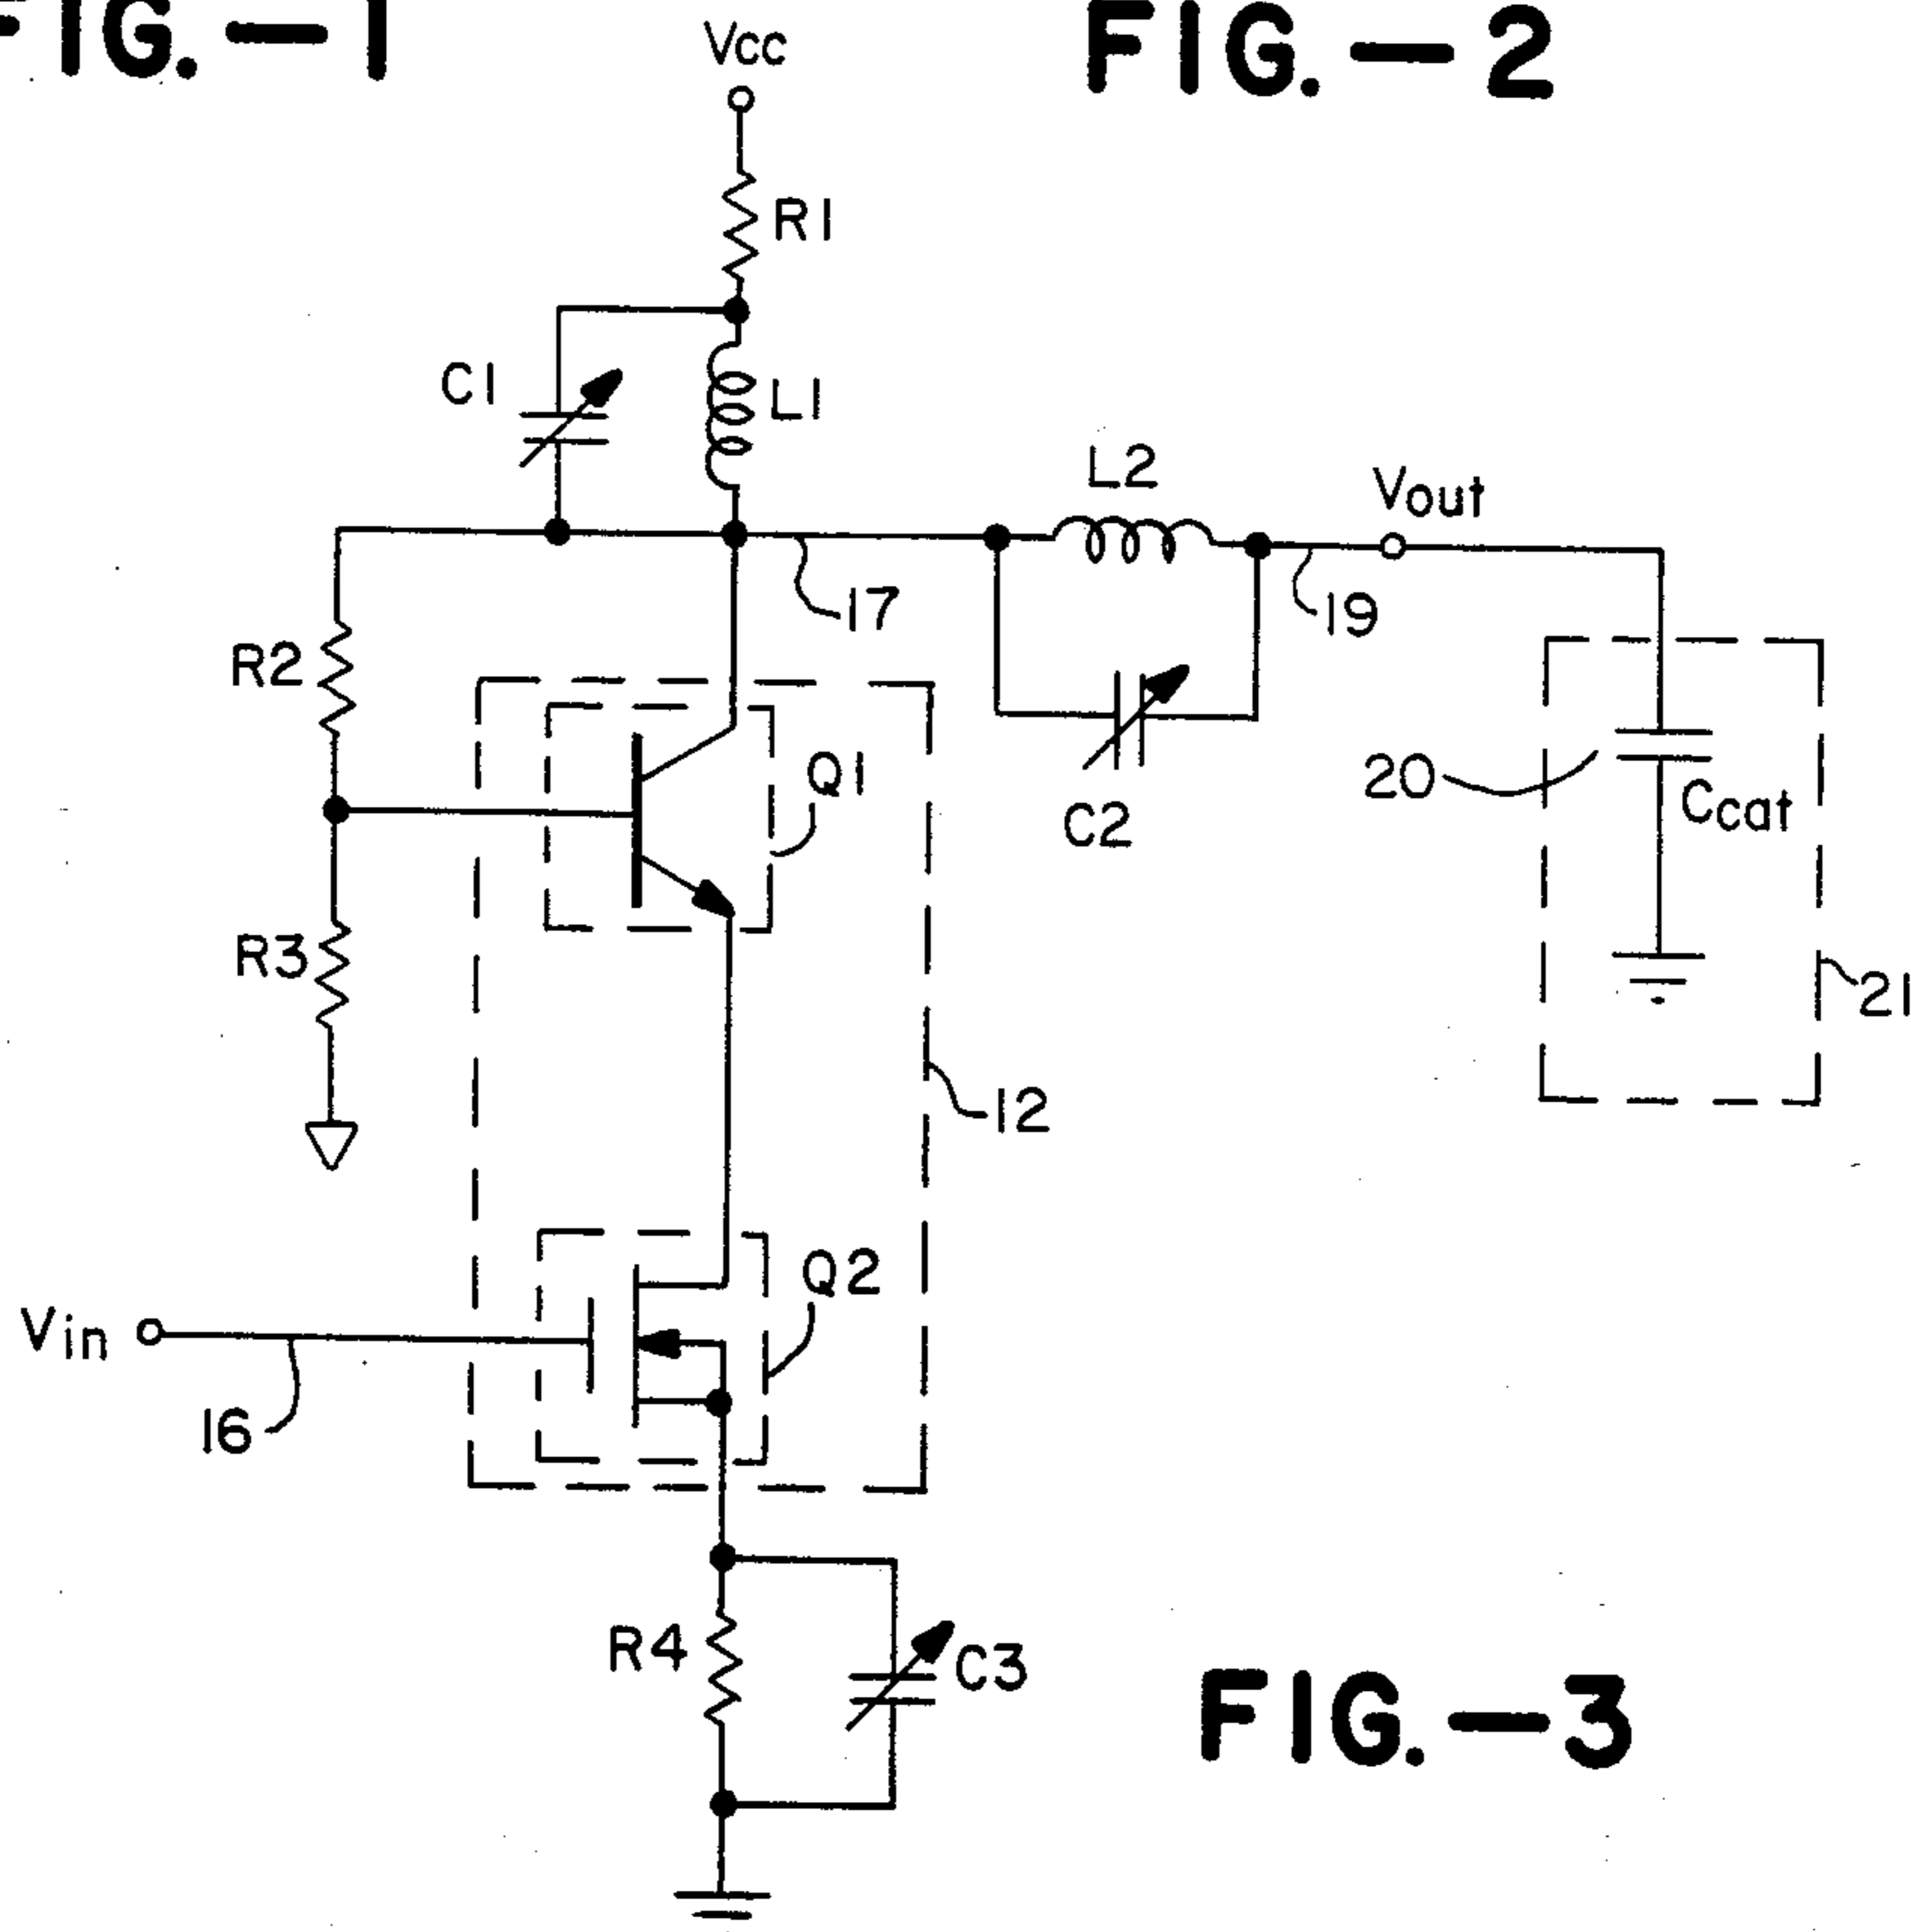 FIG.-1
FIG.-2
Vcc
R1
C1
L1
L2
Vout
17
19
R2
Q1
20
Ccat
C2
R3
21
12
Q2
Vin
16
R4
C3
FIG.-3